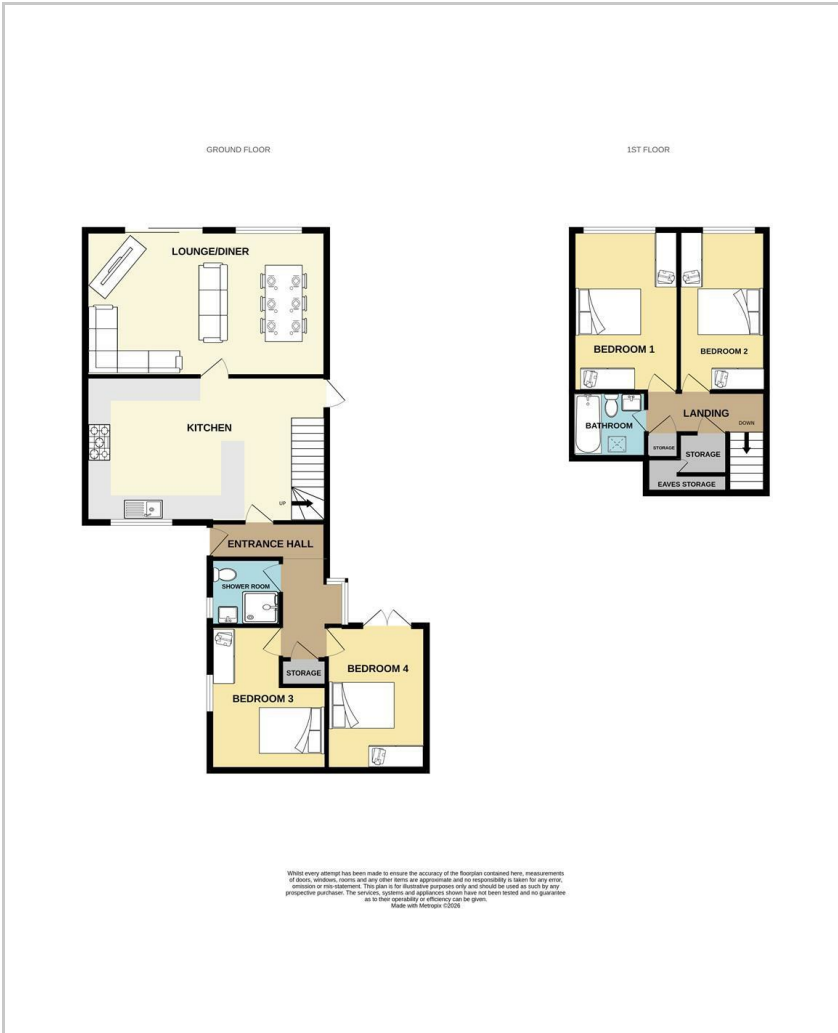 GROUND FLOOR
LOUNGE/DINER
KITCHEN
UP
ENTRANCE HALL
SHOWER ROOM
STORAGE
BEDROOM 3
BEDROOM 4
1ST FLOOR
BEDROOM 1
BEDROOM 2
BATHROOM
LANDING
DOWN
STORAGE
STORAGE
EAVES STORAGE
Whilst every attempt has been made to ensure the accuracy of the floorplan contained here, measurements
of doors, windows, rooms and any other items are approximate and no responsibility is taken for any error,
omission or mis-statement. This plan is for illustrative purposes only and should be used as such by any
prospective purchaser. The services, systems and appliances shown have not been tested and no guarantee
as to their operability or efficiency can be given.
Made with Metropix ©2026